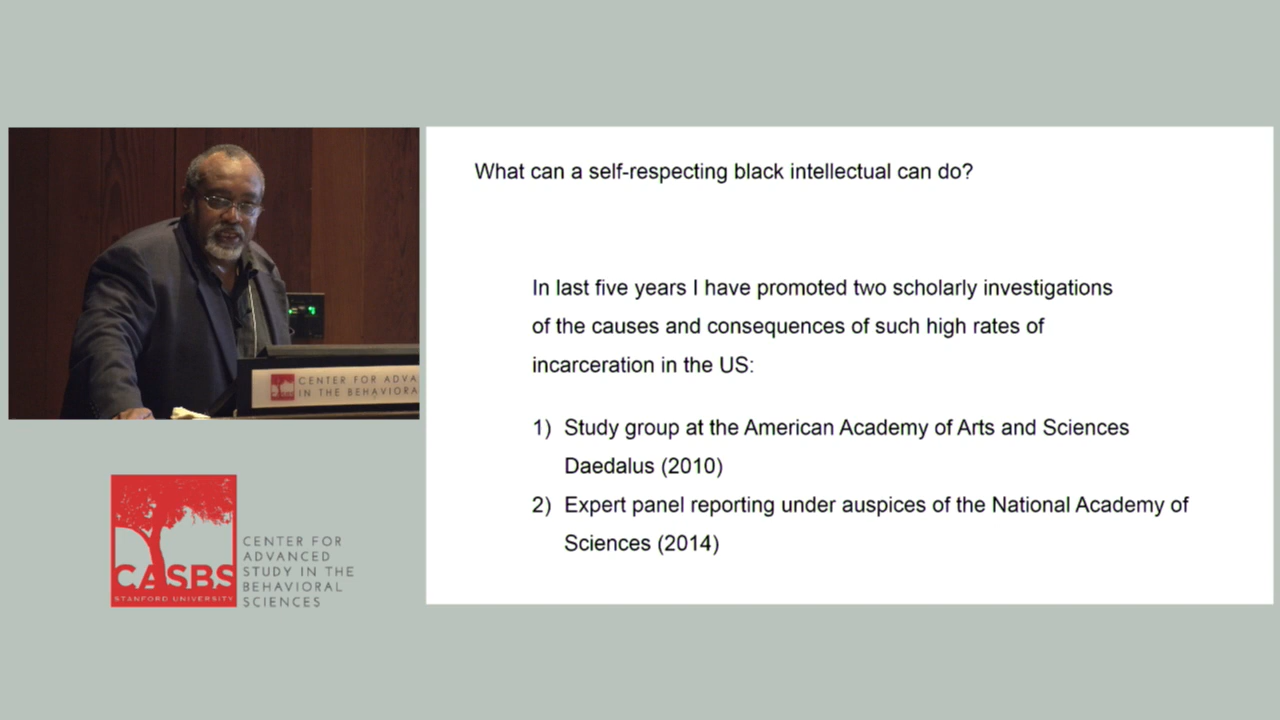 What can a self-respecting black intellectual can do?
In last five years I have promoted two scholarly investigations
of the causes and consequences of such high rates of
incarceration in the US:
1) Study group at the American Academy of Arts and Sciences
Daedalus (2010)
2) Expert panel reporting under auspices of the National Academy of
Sciences (2014)
CENTER FOR ADVA
IN THE BEHAVIORA
CASBS
STANFORD UNIVERSITY
CENTER FOR
ADVANCED
STUDY IN THE
BEHAVIORAL
SCIENCES